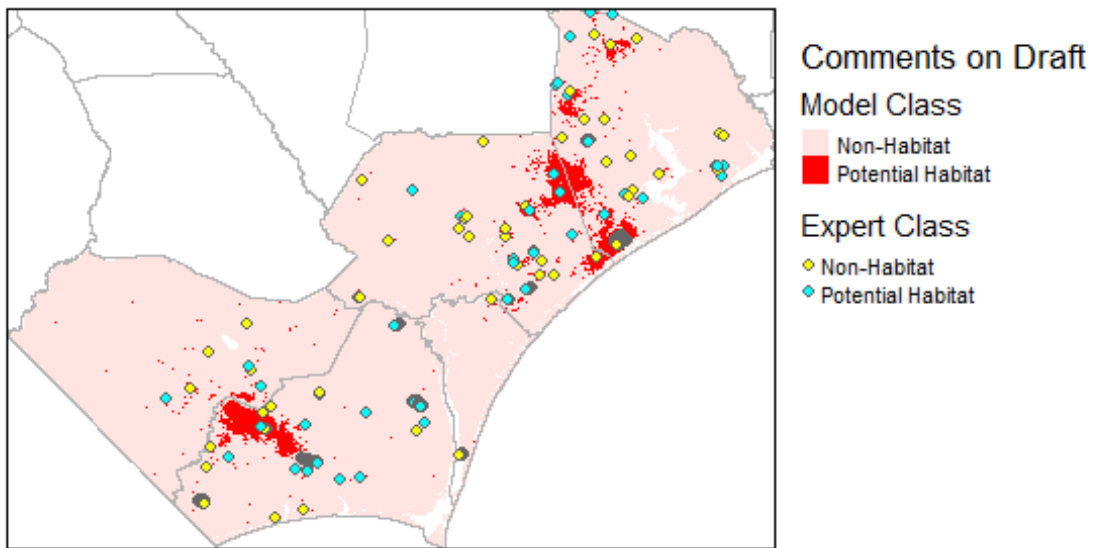 Comments on Draft
Model Class
Non-Habitat
Potential Habitat
Expert Class
Non-Habitat
Potential Habitat